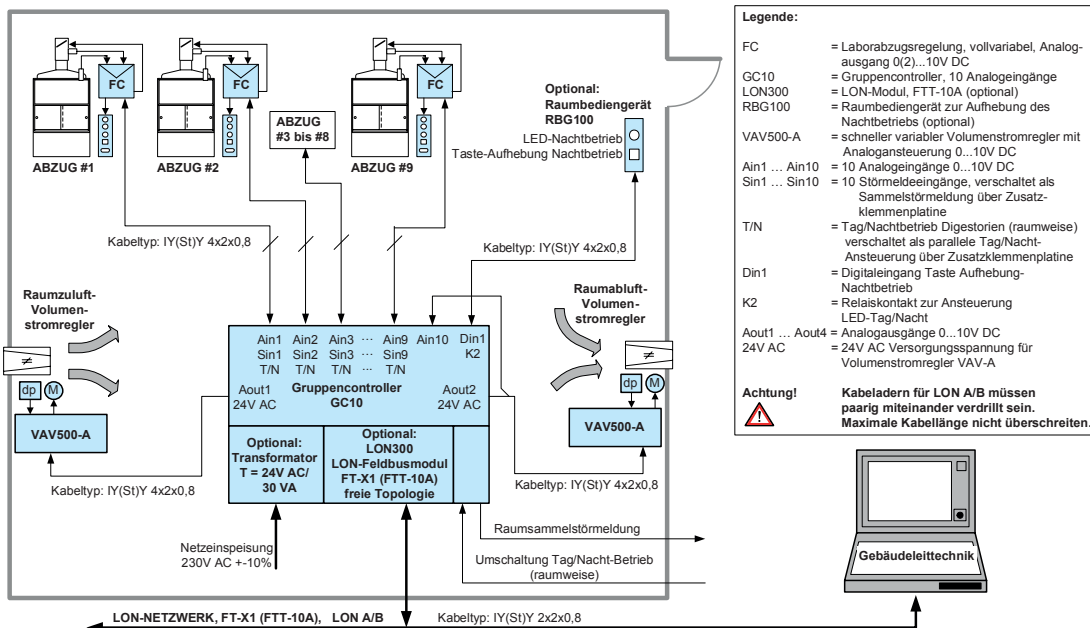 FC
FC
FC
ABZUG #1
ABZUG #2
ABZUG
#3 bis #8
ABZUG #9
Optional:
Raumbediengerät
RBG100
LED-Nachtbetrieb
Taste-Aufhebung Nachtbetrieb
Kabeltyp: IY(St)Y 4x2x0,8
Kabeltyp: IY(St)Y 4x2x0,8
Raumzuluft-
Volumen-
stromregler
Raumabluft-
Volumen-
stromregler
≠
dp
M
VAV500-A
≠
dp
M
VAV500-A
Ain1 Ain2 Ain3 ··· Ain9 Ain10 Din1
Sin1 Sin2 Sin3 ··· Sin9 K2
T/N T/N T/N T/N
Aout1
24V AC
Gruppencontroller
GC10
Aout2
24V AC
Optional:
Transformator
T = 24V AC/
30 VA
Optional:
LON300
LON-Feldbusmodul
FT-X1 (FTT-10A)
freie Topologie
Kabeltyp: IY(St)Y 4x2x0,8
Kabeltyp: IY(St)Y 4x2x0,8
Netzeinspeisung
230V AC +-10%
Raumsammelstörmeldung
Umschaltung Tag/Nacht-Betrieb
(raumweise)
LON-NETZWERK, FT-X1 (FTT-10A), LON A/B
Kabeltyp: IY(St)Y 2x2x0,8
Gebäudeleittechnik
Legende:
FC = Laborabzugsregelung, vollvariabel, Analog-
ausgang 0(2)...10V DC
GC10 = Gruppencontroller, 10 Analogeingänge
LON300 = LON-Modul, FTT-10A (optional)
RBG100 = Raumbediengerät zur Aufhebung des
Nachtbetriebs (optional)
VAV500-A = schneller variabler Volumenstromregler mit
Analogansteuerung 0...10V DC
Ain1 … Ain10 = 10 Analogeingänge 0...10V DC
Sin1 … Sin10 = 10 Störmeldeeingänge, verschaltet als
Sammelstörmeldung über Zusatz-
klemmenplatine
T/N = Tag/Nachtbetrieb Digestorien (raumweise)
verschaltet als parallele Tag/Nacht-
Ansteuerung über Zusatzklemmenplatine
Din1 = Digitaleingang Taste Aufhebung-
Nachtbetrieb
K2 = Relaiskontakt zur Ansteuerung
LED-Tag/Nacht
Aout1 … Aout4 = Analogausgänge 0...10V DC
24V AC = 24V AC Versorgungsspannung für
Volumenstromregler VAV-A
Achtung! Kabeladern für LON A/B müssen
paarig miteinander verdrillt sein.
Maximale Kabellänge nicht überschreiten.